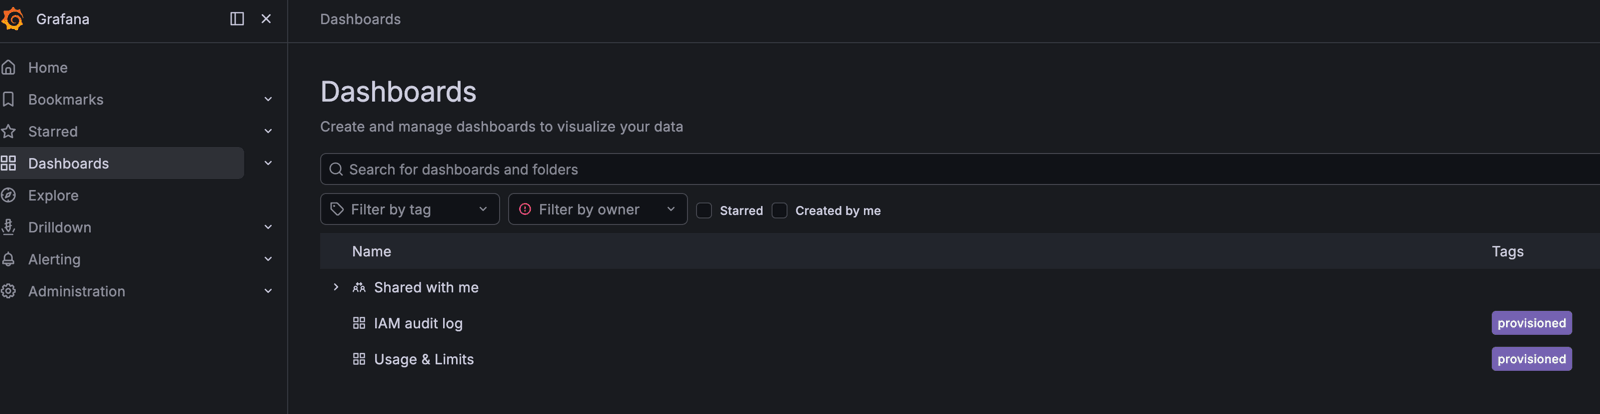 Grafana
Dashboards
Home
Bookmarks
Starred
Dashboards
Explore
Drilldown
Alerting
Administration
Dashboards
Create and manage dashboards to visualize your data
Search for dashboards and folders
Filter by tag Filter by owner Starred Created by me
Name Tags
Shared with me
IAM audit log provisioned
Usage & Limits provisioned